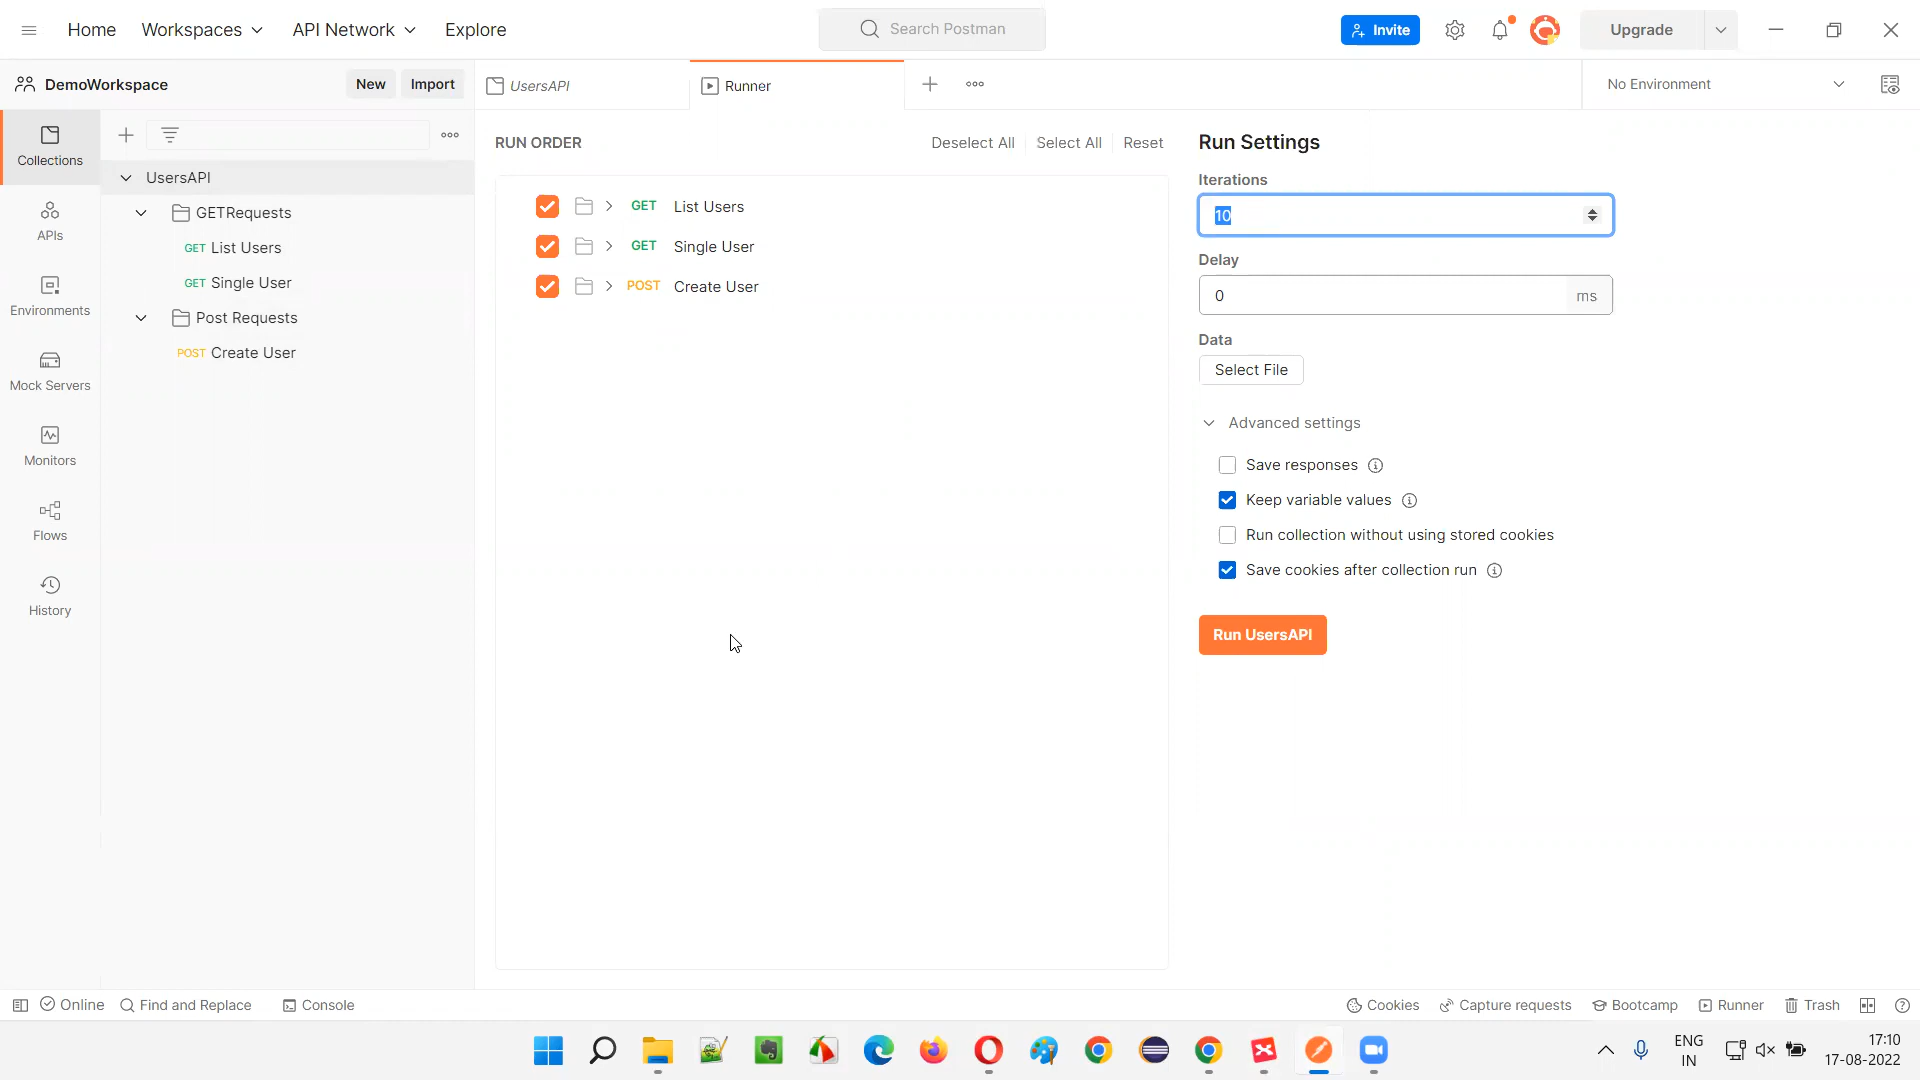 Home
Workspaces
API Network
Explore
Search Postman
Invite
Upgrade
DemoWorkspace
New
Import
UsersAPI
Runner
No Environment
Collections
APIs
Environments
Mock Servers
Monitors
Flows
History
UsersAPI
GETRequests
GET List Users
GET Single User
Post Requests
POST Create User
RUN ORDER
Deselect All
Select All
Reset
GET List Users
GET Single User
POST Create User
Run Settings
Iterations
10
Delay
0 ms
Data
Select File
Advanced settings
Save responses
Keep variable values
Run collection without using stored cookies
Save cookies after collection run
Run UsersAPI
Online
Find and Replace
Console
Cookies
Capture requests
Bootcamp
Runner
Trash
ENG
IN
17:10
17-08-2022